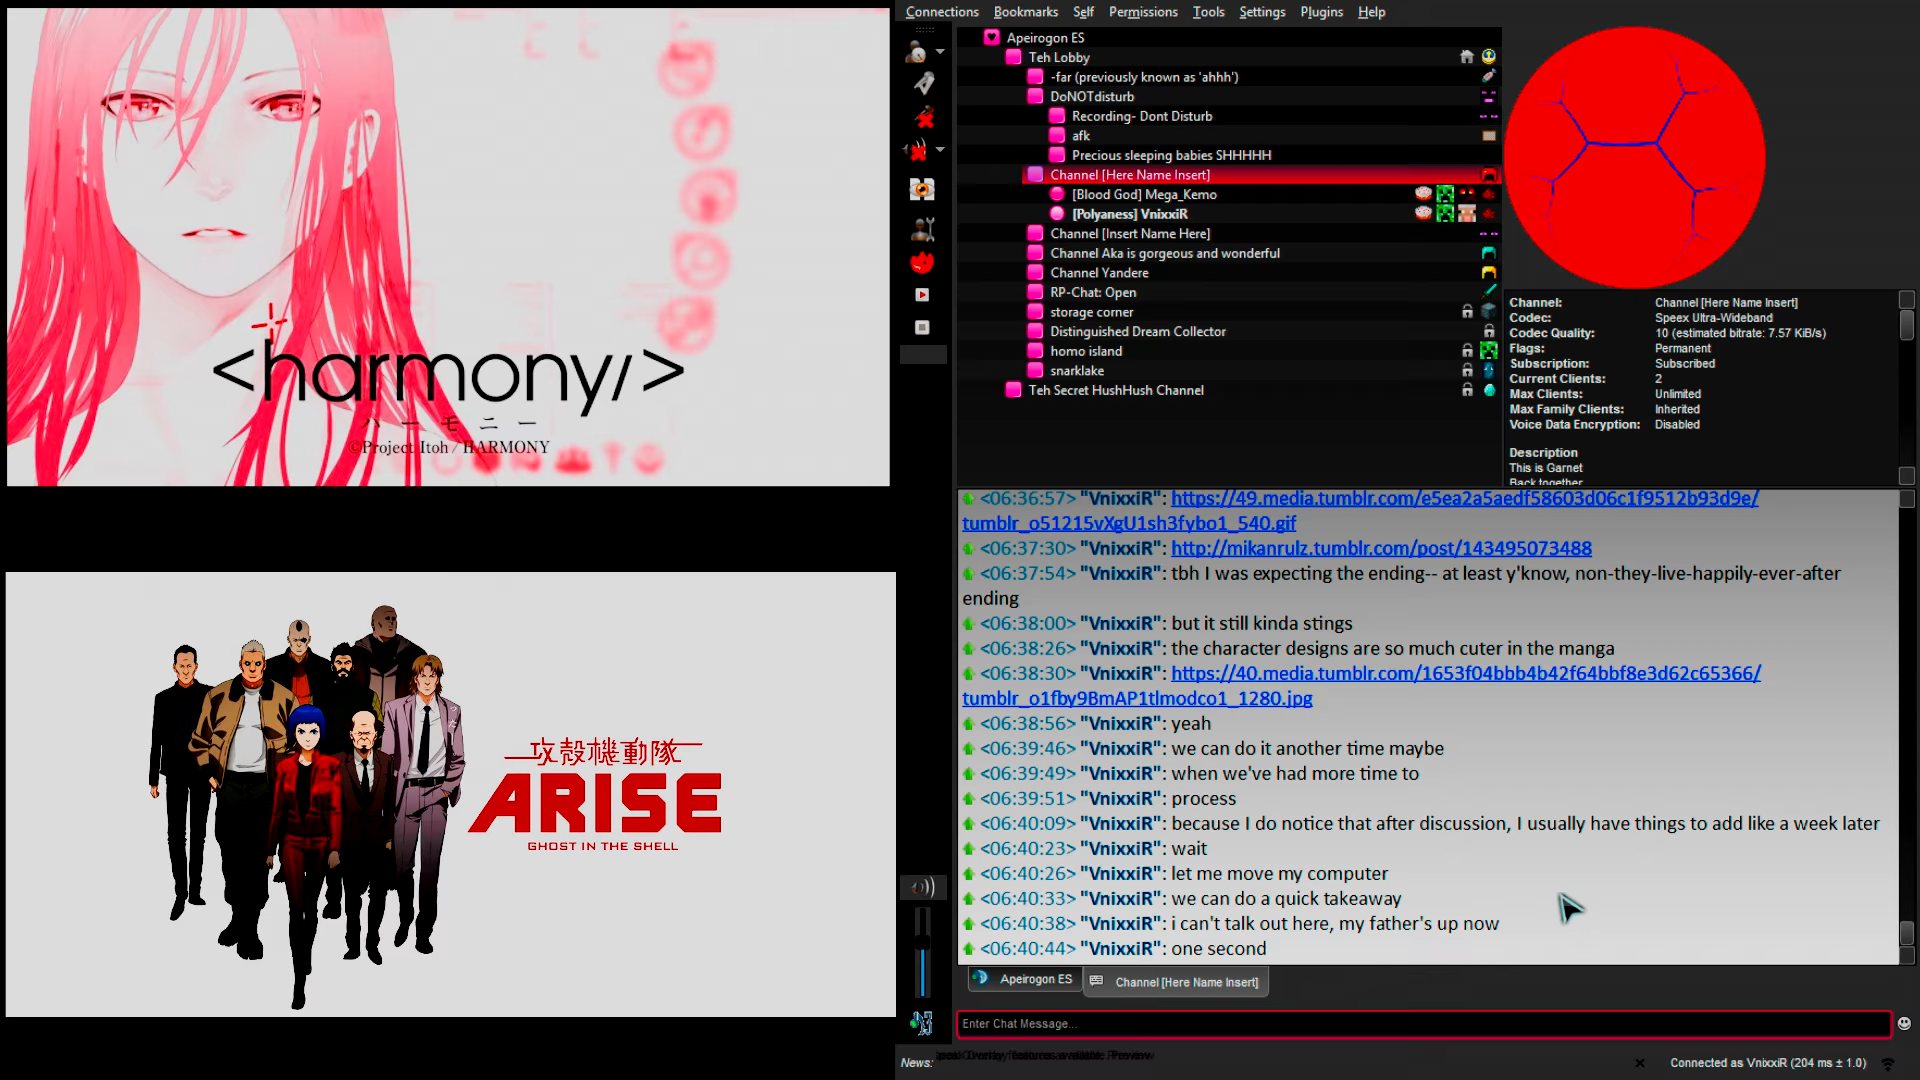 <harmony/>
ハーモニー
©Project Itoh / HARMONY
攻殻機動隊
ARISE
GHOST IN THE SHELL
Connections Bookmarks Self Permissions Tools Settings Plugins Help
Apeirogon ES
Teh Lobby
-far (previously known as 'ahhh')
DoNOTdisturb
Recording- Dont Disturb
afk
Precious sleeping babies SHHHHH
Channel [Here Name Insert]
[Blood God] Mega_Kemo
[Polyaness] VnixxiR
Channel [Insert Name Here]
Channel Aka is gorgeous and wonderful
Channel Yandere
RP-Chat: Open
storage corner
Distinguished Dream Collector
homo island
snarklake
Teh Secret HushHush Channel
Channel: Channel [Here Name Insert]
Codec: Speex Ultra-Wideband
Codec Quality: 10 (estimated bitrate: 7.57 KiB/s)
Flags: Permanent
Subscription: Subscribed
Current Clients: 2
Max Clients: Unlimited
Max Family Clients: Inherited
Voice Data Encryption: Disabled
Description
This is Garnet
Back together
<06:36:57> "VnixxiR": https://49.media.tumblr.com/e5ea2a5aedf58603d06c1f9512b93d9e/
tumblr_o51215vXgU1sh3fybo1_540.gif
<06:37:30> "VnixxiR": http://mikanrulz.tumblr.com/post/143495073488
<06:37:54> "VnixxiR": tbh I was expecting the ending-- at least y'know, non-they-live-happily-ever-after
ending
<06:38:00> "VnixxiR": but it still kinda stings
<06:38:26> "VnixxiR": the character designs are so much cuter in the manga
<06:38:30> "VnixxiR": https://40.media.tumblr.com/1653f04bbb4b42f64bbf8e3d62c65366/
tumblr_o1fby9BmAP1tlmodco1_1280.jpg
<06:38:56> "VnixxiR": yeah
<06:39:46> "VnixxiR": we can do it another time maybe
<06:39:49> "VnixxiR": when we've had more time to
<06:39:51> "VnixxiR": process
<06:40:09> "VnixxiR": because I do notice that after discussion, I usually have things to add like a week later
<06:40:23> "VnixxiR": wait
<06:40:26> "VnixxiR": let me move my computer
<06:40:33> "VnixxiR": we can do a quick takeaway
<06:40:38> "VnixxiR": i can't talk out here, my father's up now
<06:40:44> "VnixxiR": one second
Apeirogon ES
Channel [Here Name Insert]
Enter Chat Message...
News:
Connected as VnixxiR (204 ms ± 1.0)